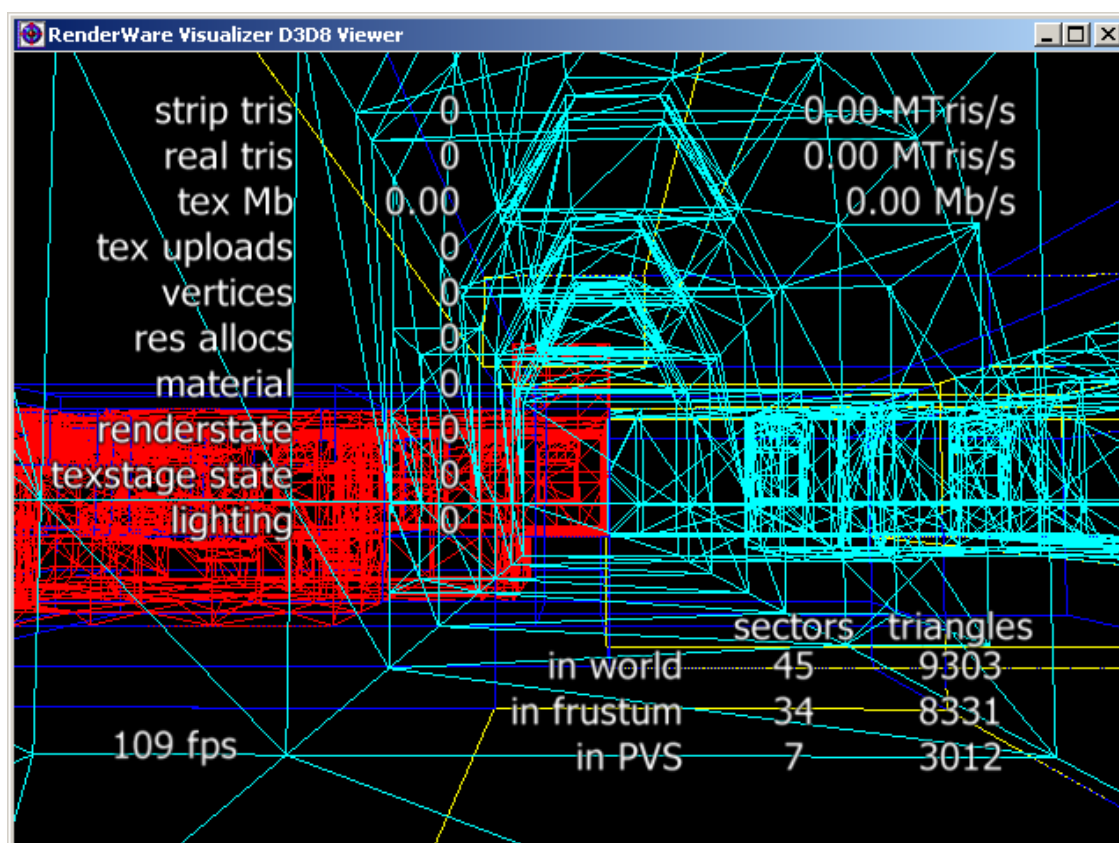 RenderWare Visualizer D3D8 Viewer
strip tris 0 0.00 MTris/s
real tris 0 0.00 MTris/s
tex Mb 0.00 0.00 Mb/s
tex uploads 0
vertices 0
res allocs 0
material 0
renderstate 0
texstage state 0
lighting 0
sectors triangles
in world 45 9303
in frustum 34 8331
109 fps
in PVS 7 3012